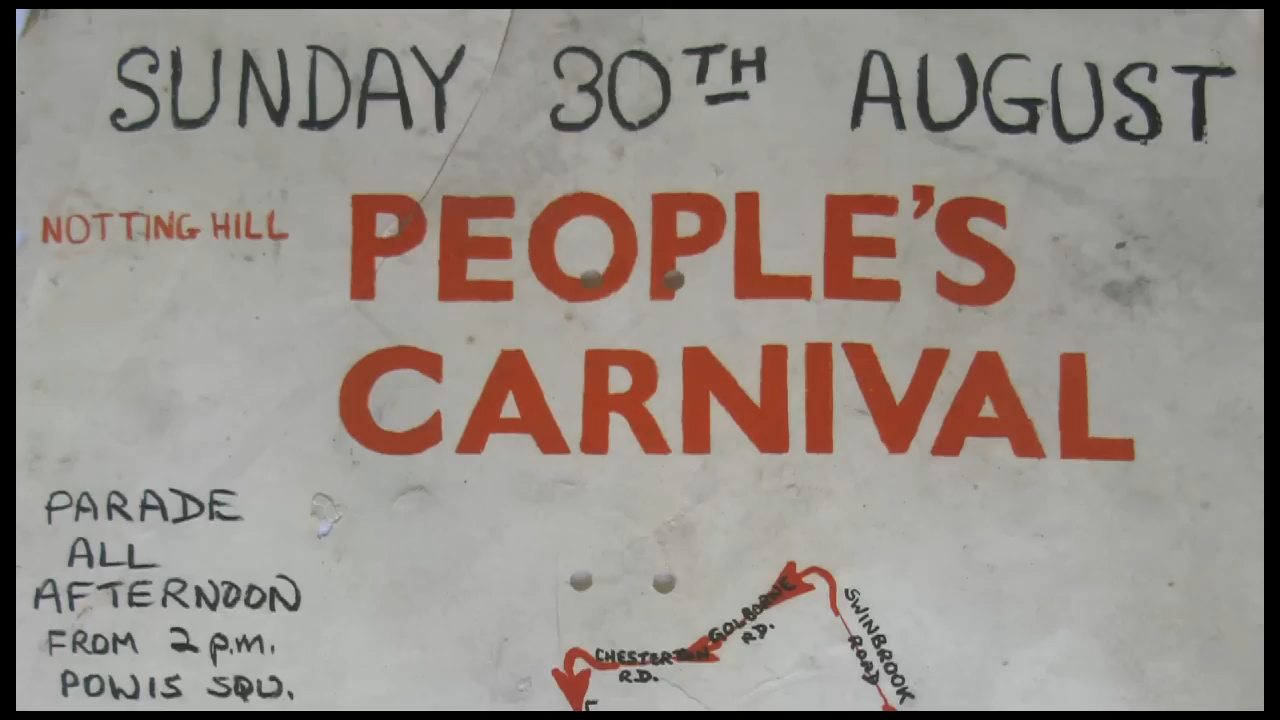 SUNDAY 30TH AUGUST
NOTTING HILL
PEOPLE'S
CARNIVAL
PARADE
ALL
AFTERNOON
FROM 2 p.m.
POWIS SQU.
GOLBORNE
RD.
SWINBROOK
ROAD
CHESTERTON
RD.